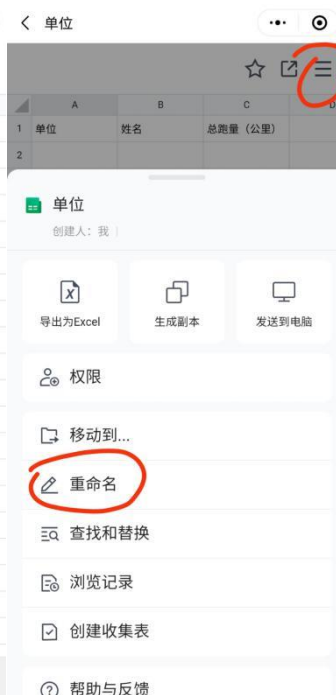 单位
A B C D
1 单位 姓名 总跑量（公里）
2
单位
创建人：我
导出为Excel 生成副本 发送到电脑
权限
移动到...
重命名
查找和替换
浏览记录
创建收集表
帮助与反馈